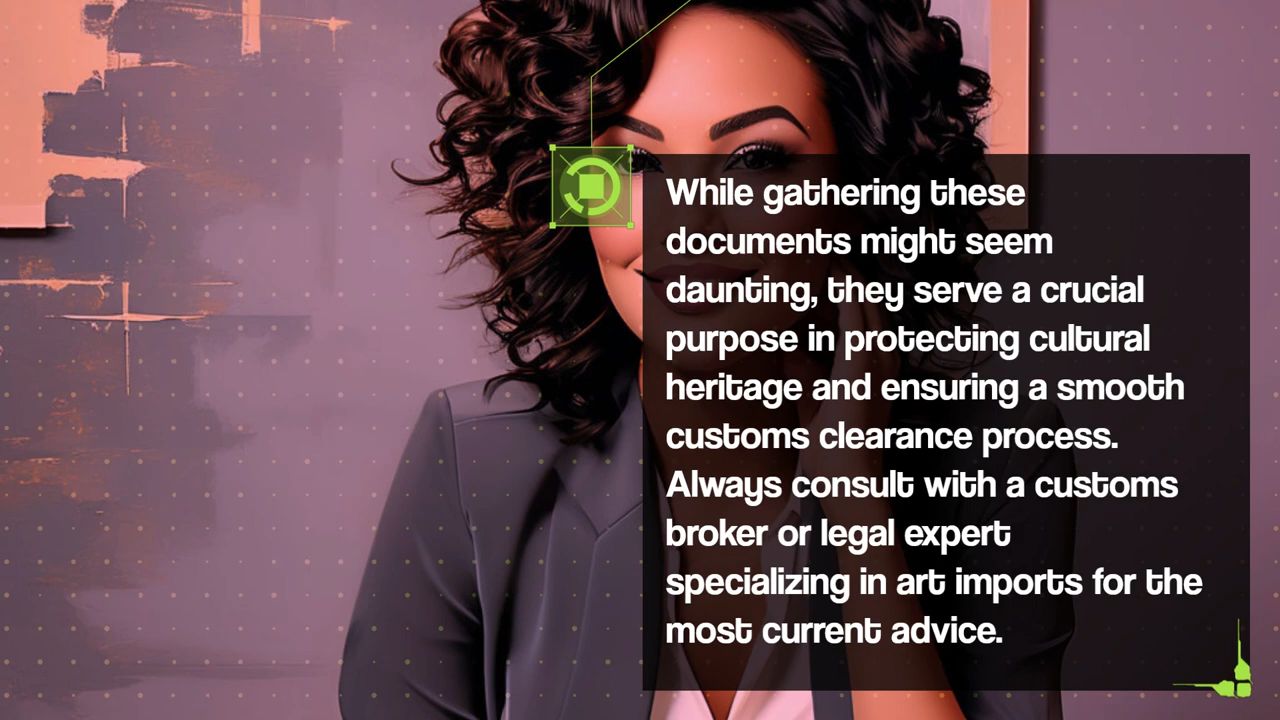 While gathering these
documents might seem
daunting, they serve a crucial
purpose in protecting cultural
heritage and ensuring a smooth
customs clearance process.
Always consult with a customs
broker or legal expert
specializing in art imports for the
most current advice.